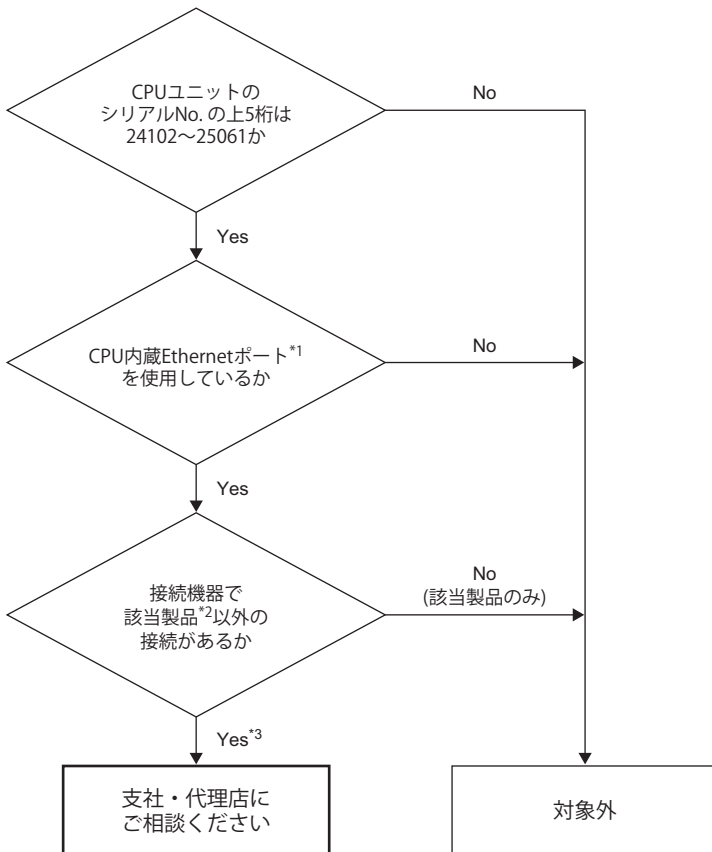 CPUユニットの
シリアルNo. の上5桁は
24102～25061か
No
Yes
CPU内蔵Ethernetポート*1
を使用しているか
No
Yes
接続機器で
該当製品*2以外の
接続があるか
No
(該当製品のみ)
Yes*3
支社・代理店に
ご相談ください
対象外